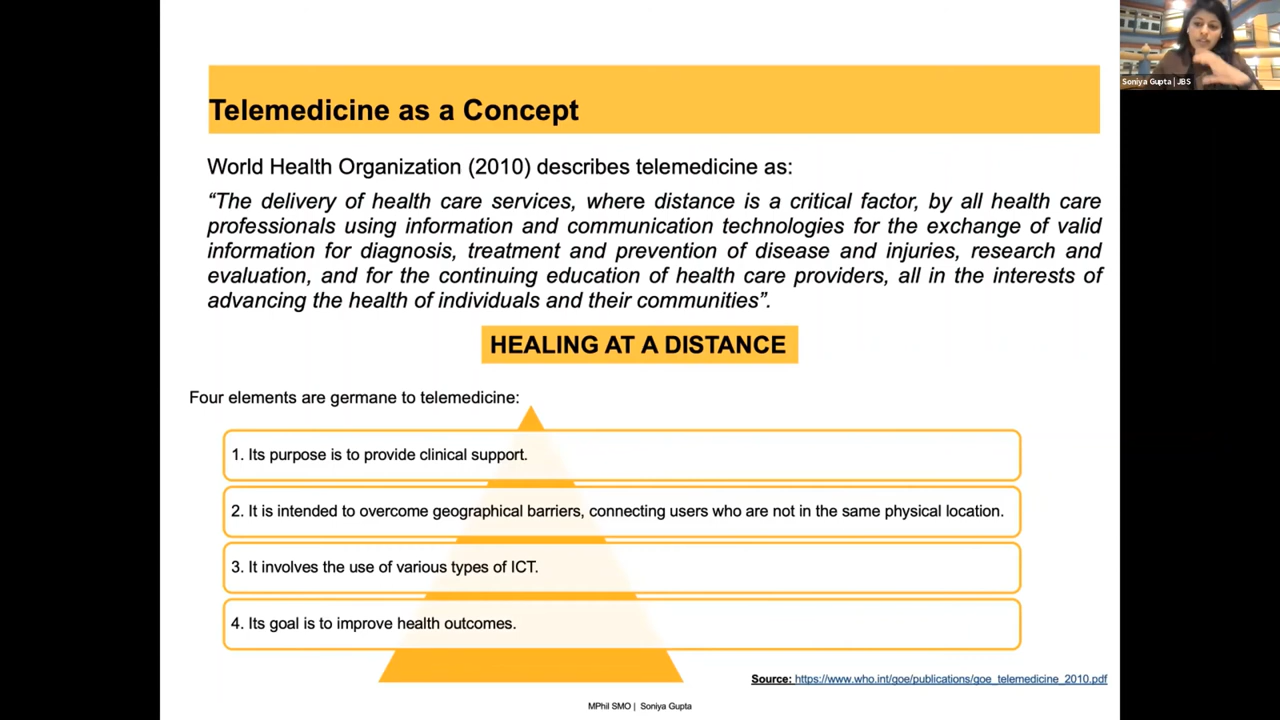 Soniya Gupta | JBS
Telemedicine as a Concept
World Health Organization (2010) describes telemedicine as:
“The delivery of health care services, where distance is a critical factor, by all health care
professionals using information and communication technologies for the exchange of valid
information for diagnosis, treatment and prevention of disease and injuries, research and
evaluation, and for the continuing education of health care providers, all in the interests of
advancing the health of individuals and their communities”.
HEALING AT A DISTANCE
Four elements are germane to telemedicine:
1. Its purpose is to provide clinical support.
2. It is intended to overcome geographical barriers, connecting users who are not in the same physical location.
3. It involves the use of various types of ICT.
4. Its goal is to improve health outcomes.
Source: https://www.who.int/goe/publications/goe_telemedicine_2010.pdf
MPhil SMO | Soniya Gupta